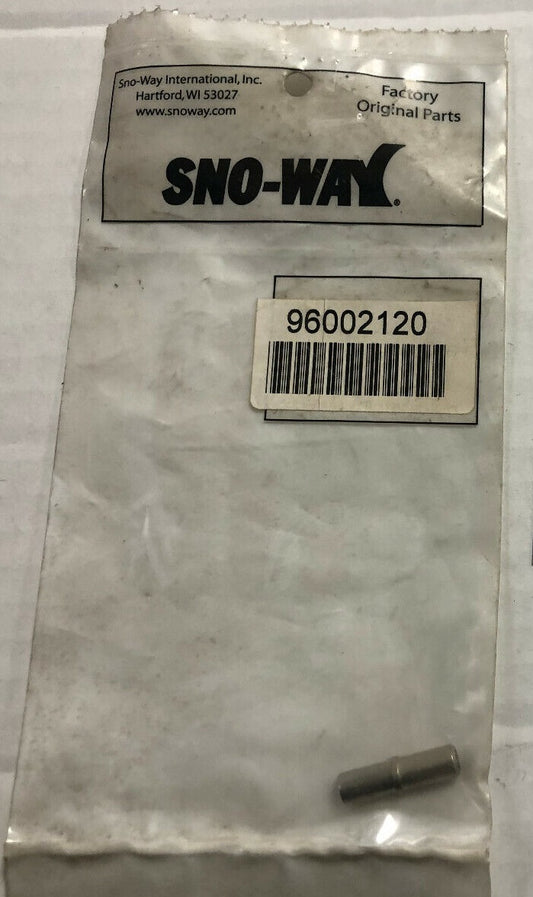 Sno-Way International, Inc.
Hartford, WI 53027
www.snoway.com
Factory
Original Parts
SNO-WAY®
96002120